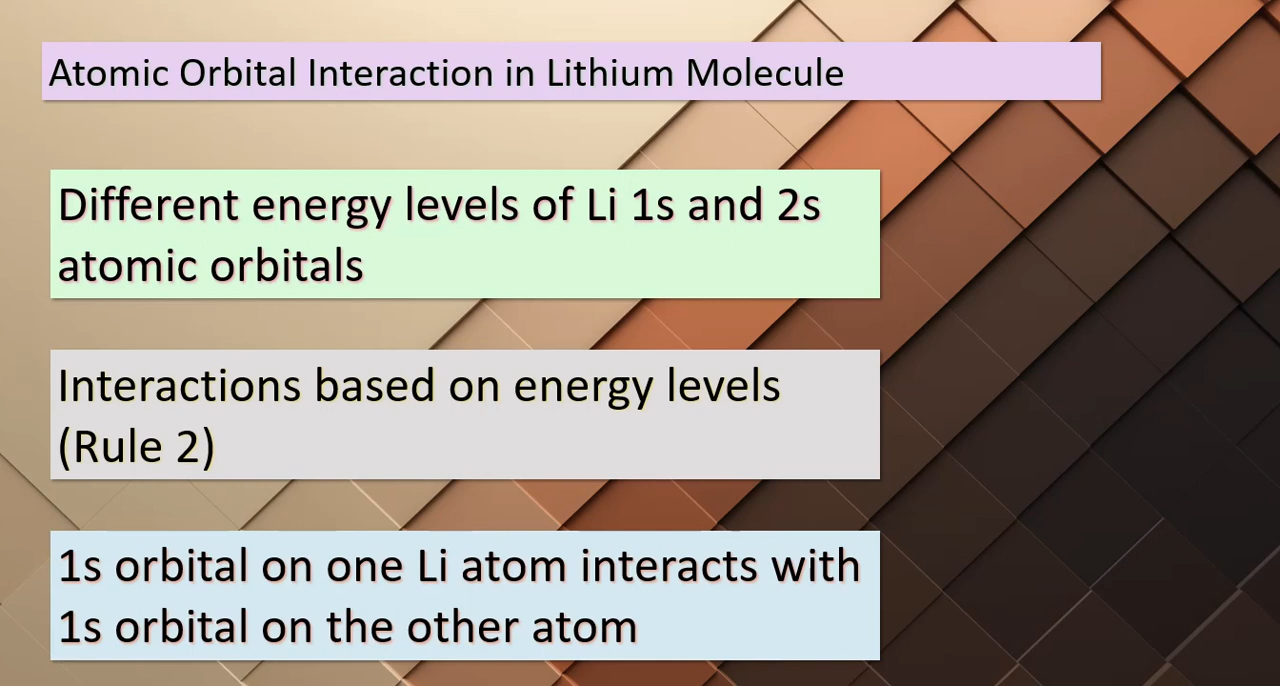 Atomic Orbital Interaction in Lithium Molecule
Different energy levels of Li 1s and 2s
atomic orbitals
Interactions based on energy levels
(Rule 2)
1s orbital on one Li atom interacts with
1s orbital on the other atom